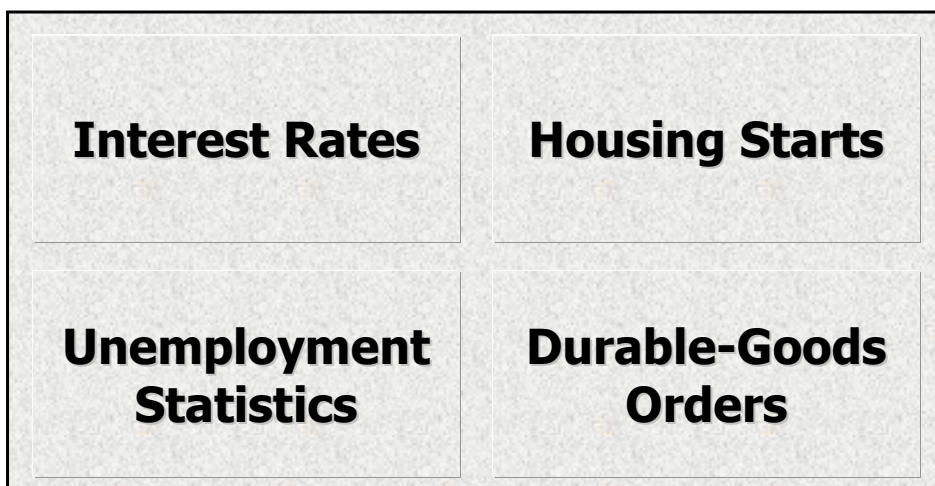 Interest Rates
Housing Starts
Unemployment
Statistics
Durable-Goods
Orders